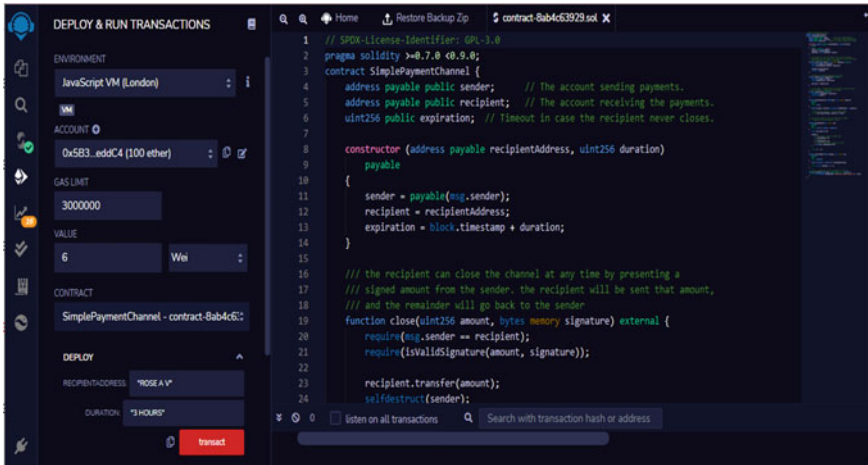 DEPLOY & RUN TRANSACTIONS
ENVIRONMENT
JavaScript VM (London)
VM
ACCOUNT
0x5B3...eddC4 (100 ether)
GAS LIMIT
3000000
VALUE
6 Wei
CONTRACT
SimplePaymentChannel - contract-8ab4c6
DEPLOY
RECIPIENTADDRESS: "ROSE A V"
DURATION: "3 HOURS"
transact
Home Restore Backup Zip contract-8ab4c63929.sol X
1 // SPDX-License-Identifier: GPL-3.0
2 pragma solidity >=0.7.0 <0.9.0;
3 contract SimplePaymentChannel {
4 address payable public sender; // The account sending payments.
5 address payable public recipient; // The account receiving the payments.
6 uint256 public expiration; // Timeout in case the recipient never closes.
7
8 constructor (address payable recipientAddress, uint256 duration)
9 payable
10 {
11 sender = payable(msg.sender);
12 recipient = recipientAddress;
13 expiration = block.timestamp + duration;
14 }
15
16 /// the recipient can close the channel at any time by presenting a
17 /// signed amount from the sender. the recipient will be sent that amount,
18 /// and the remainder will go back to the sender
19 function close(uint256 amount, bytes memory signature) external {
20 require(msg.sender == recipient);
21 require(isValidSignature(amount, signature));
22
23 recipient.transfer(amount);
24 selfdestruct(sender);
0 listen on all transactions Search with transaction hash or address